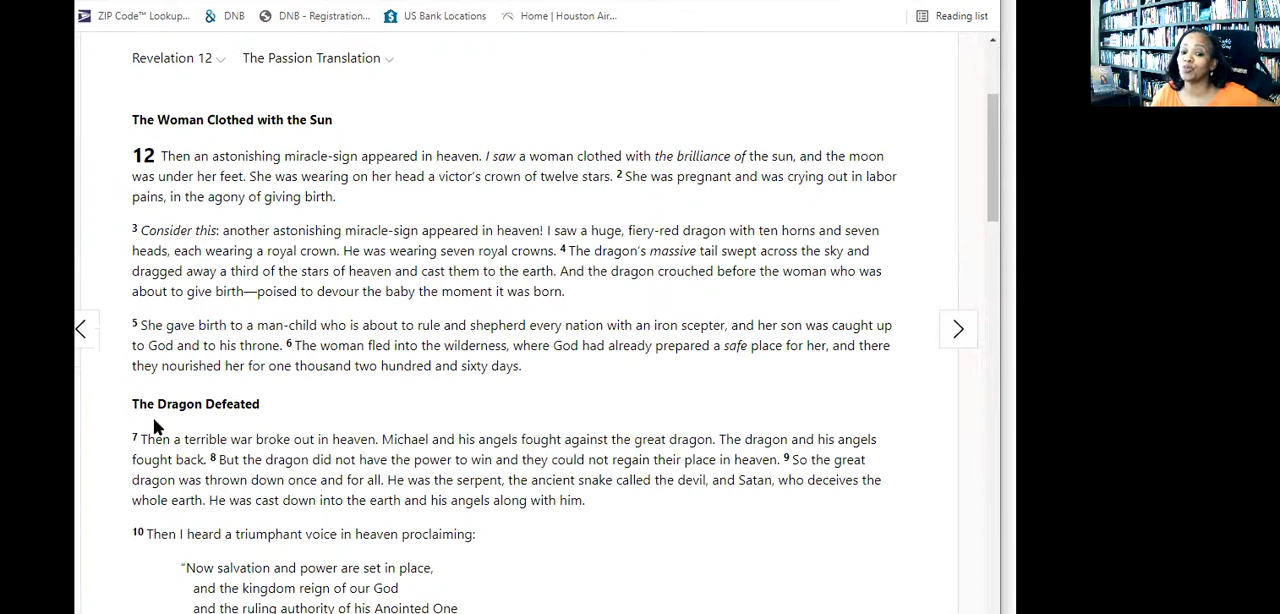 ZIP Code™ Lookup... DNB DNB - Registration... US Bank Locations Home | Houston Air... Reading list
Revelation 12 The Passion Translation
The Woman Clothed with the Sun
12 Then an astonishing miracle-sign appeared in heaven. I saw a woman clothed with the brilliance of the sun, and the moon
was under her feet. She was wearing on her head a victor's crown of twelve stars. 2 She was pregnant and was crying out in labor
pains, in the agony of giving birth.
3 Consider this: another astonishing miracle-sign appeared in heaven! I saw a huge, fiery-red dragon with ten horns and seven
heads, each wearing a royal crown. He was wearing seven royal crowns. 4 The dragon's massive tail swept across the sky and
dragged away a third of the stars of heaven and cast them to the earth. And the dragon crouched before the woman who was
about to give birth—poised to devour the baby the moment it was born.
5 She gave birth to a man-child who is about to rule and shepherd every nation with an iron scepter, and her son was caught up
to God and to his throne. 6 The woman fled into the wilderness, where God had already prepared a safe place for her, and there
they nourished her for one thousand two hundred and sixty days.
The Dragon Defeated
7 Then a terrible war broke out in heaven. Michael and his angels fought against the great dragon. The dragon and his angels
fought back. 8 But the dragon did not have the power to win and they could not regain their place in heaven. 9 So the great
dragon was thrown down once and for all. He was the serpent, the ancient snake called the devil, and Satan, who deceives the
whole earth. He was cast down into the earth and his angels along with him.
10 Then I heard a triumphant voice in heaven proclaiming:
"Now salvation and power are set in place,
and the kingdom reign of our God
and the ruling authority of his Anointed One